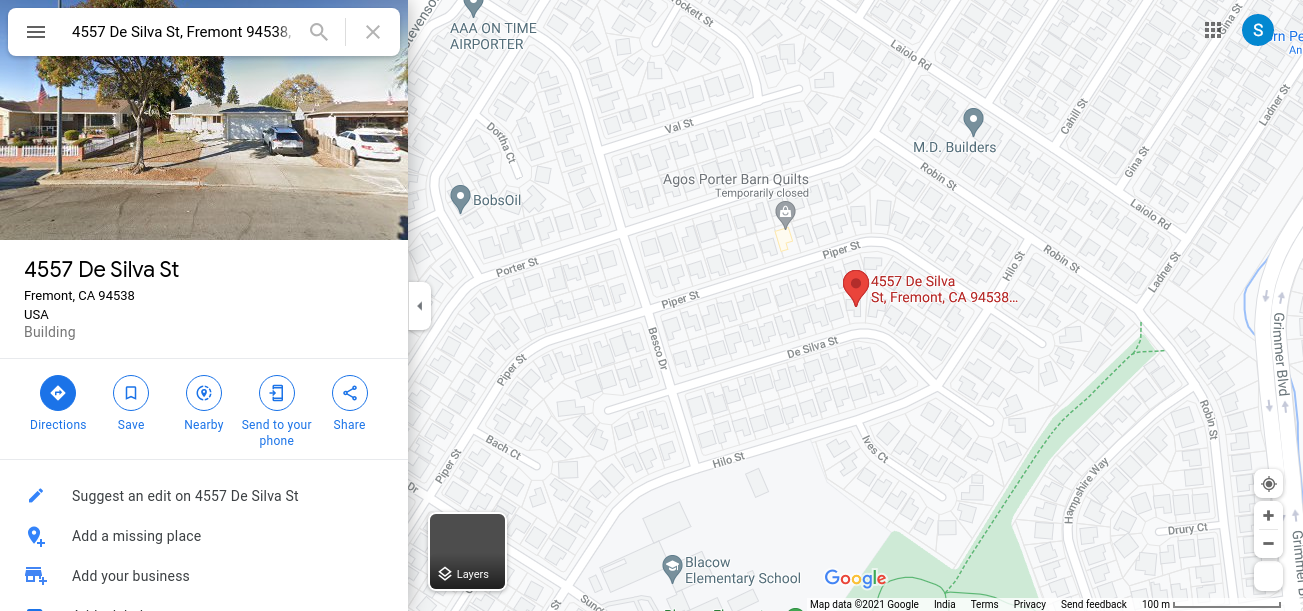 4557 De Silva St, Fremont 94538,
4557 De Silva St
Fremont, CA 94538
USA
Building
Directions
Save
Nearby
Send to your
phone
Share
Suggest an edit on 4557 De Silva St
Add a missing place
Add your business
AAA ON TIME
AIRPORTER
Laiolo Rd
Cahill St
Gina St
Ladner St
S
Val St
Dortha Ct
M.D. Builders
Gina St
Agos Porter Barn Quilts
Temporarily closed
Robin St
BobsOil
Laiolo Rd
Porter St
Piper St
Hilo St
Robin St
Ladner St
4557 De Silva
St, Fremont, CA 94538...
Piper St
Besco Dr
De Silva St
Grimmer Blvd
Piper St
Robin St
Bach Ct
Piper St
Hilo St
Ives Ct
Hampshire Way
Drury Ct
Layers
Blacow
Elementary School
Google
Map data ©2021 Google
India
Terms
Privacy
Send feedback
100 m